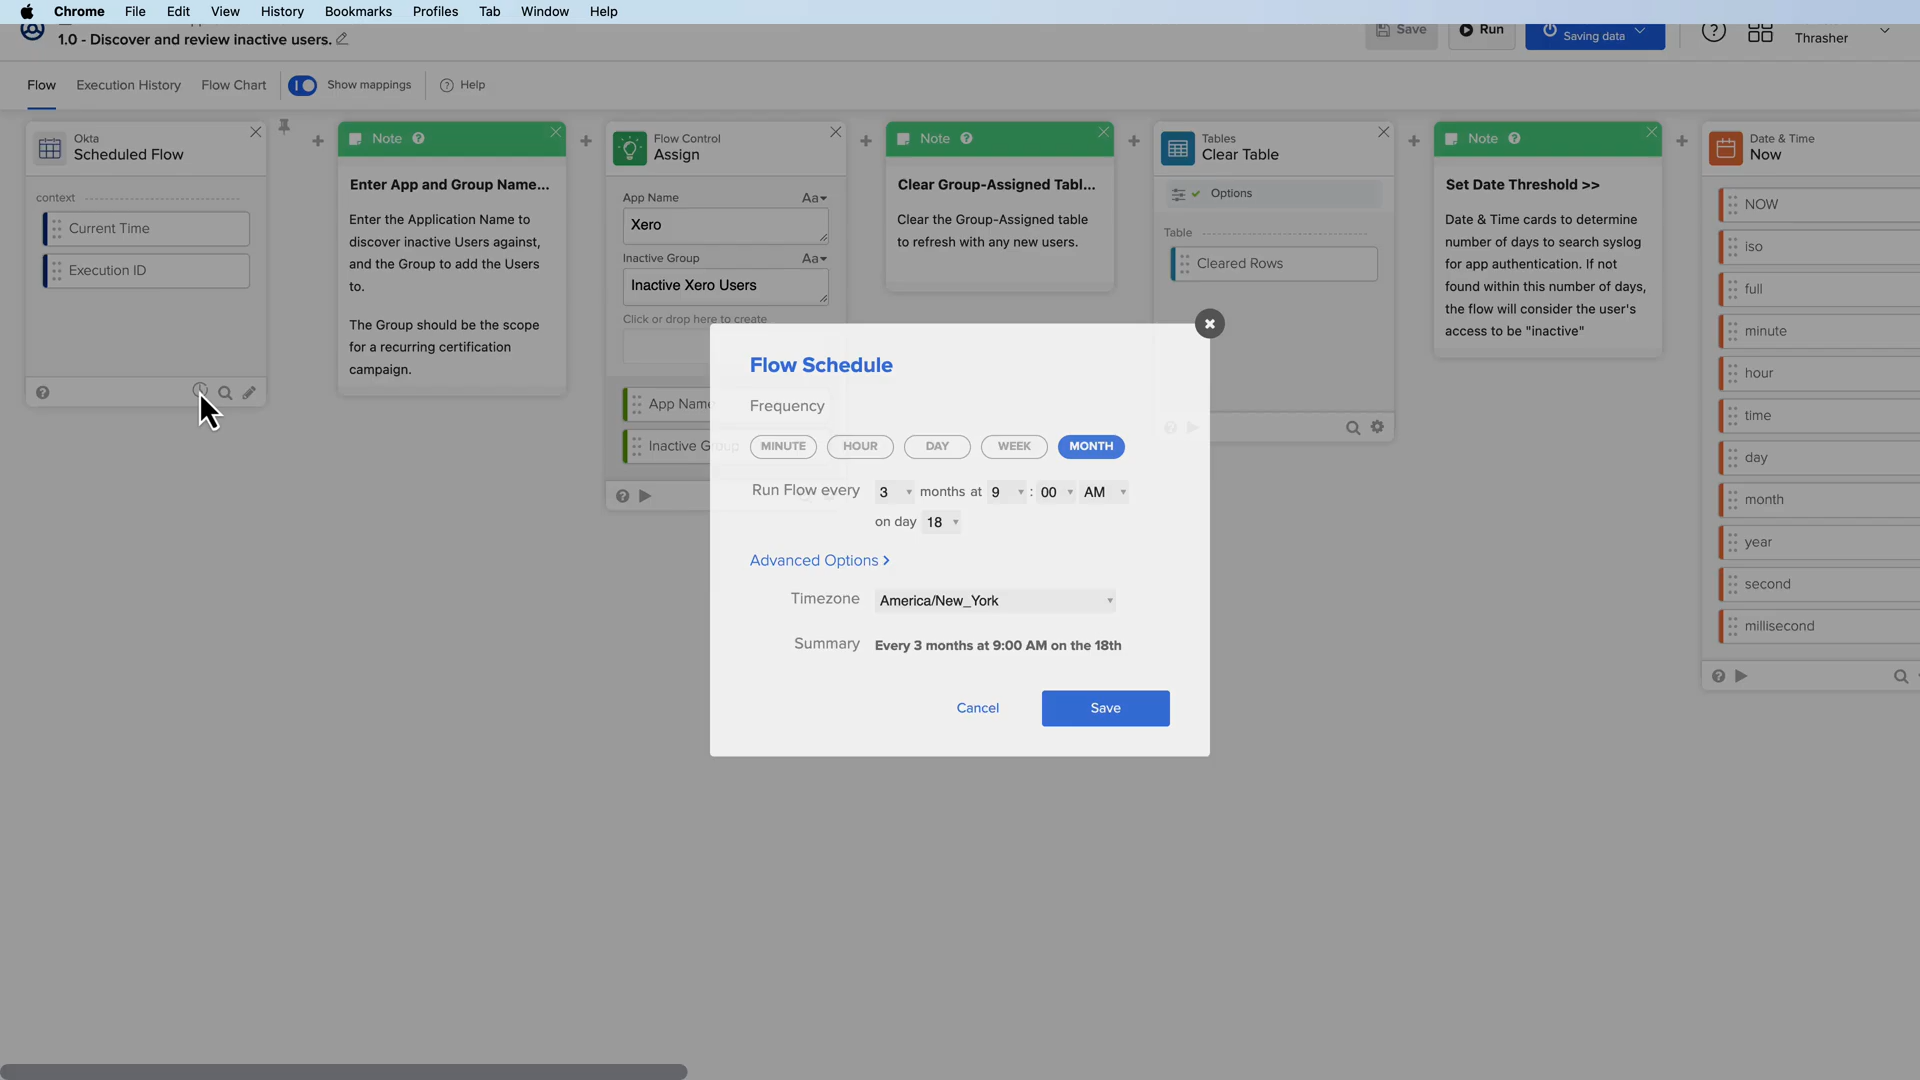 Chrome File Edit View History Bookmarks Profiles Tab Window Help
1.0 - Discover and review inactive users.
Save
Run
Saving data
Thrasher
Flow
Execution History
Flow Chart
Show mappings
Help
Okta
Scheduled Flow
context
Current Time
Execution ID
Note
Enter App and Group Name...
Enter the Application Name to
discover inactive Users against,
and the Group to add the Users
to.
The Group should be the scope
for a recurring certification
campaign.
Flow Control
Assign
App Name
Aa
Xero
Inactive Group
Aa
Inactive Xero Users
Click or drop here to create
App Name
Inactive Group
Note
Clear Group-Assigned Tabl...
Clear the Group-Assigned table
to refresh with any new users.
Tables
Clear Table
Options
Table
Cleared Rows
Note
Set Date Threshold >>
Date & Time cards to determine
number of days to search syslog
for app authentication. If not
found within this number of days,
the flow will consider the user's
access to be "inactive"
Date & Time
Now
NOW
iso
full
minute
hour
time
day
month
year
second
millisecond
Flow Schedule
Frequency
MINUTE HOUR DAY WEEK MONTH
Run Flow every 3 months at 9 : 00 AM
on day 18
Advanced Options >
Timezone America/New_York
Summary Every 3 months at 9:00 AM on the 18th
Cancel Save